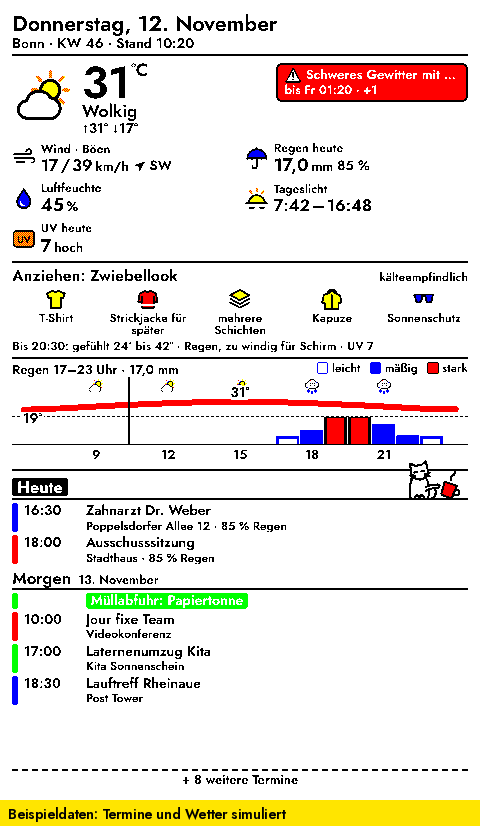 Donnerstag, 12. November
Bonn · KW 46 · Stand 10:20
31°C
Wolkig
↑31° ↓17°
Schweres Gewitter mit ...
bis Fr 01:20 · +1
Wind · Böen
17 / 39 km/h SW
Regen heute
17,0 mm 85 %
Luftfeuchte
45 %
Tageslicht
7:42 – 16:48
UV
UV heute
7 hoch
Anziehen: Zwiebellook
kälteempfindlich
T-Shirt
Strickjacke für
später
mehrere
Schichten
Kapuze
Sonnenschutz
Bis 20:30: gefühlt 24° bis 42° · Regen, zu windig für Schirm · UV 7
Regen 17–23 Uhr · 17,0 mm
leicht mäßig stark
31°
19°
9 12 15 18 21
Heute
16:30 Zahnarzt Dr. Weber
Poppelsdorfer Allee 12 · 85 % Regen
18:00 Ausschusssitzung
Stadthaus · 85 % Regen
Morgen 13. November
Müllabfuhr: Papiertonne
10:00 Jour fixe Team
Videokonferenz
17:00 Laternenumzug Kita
Kita Sonnenschein
18:30 Lauftreff Rheinaue
Post Tower
+ 8 weitere Termine
Beispieldaten: Termine und Wetter simuliert